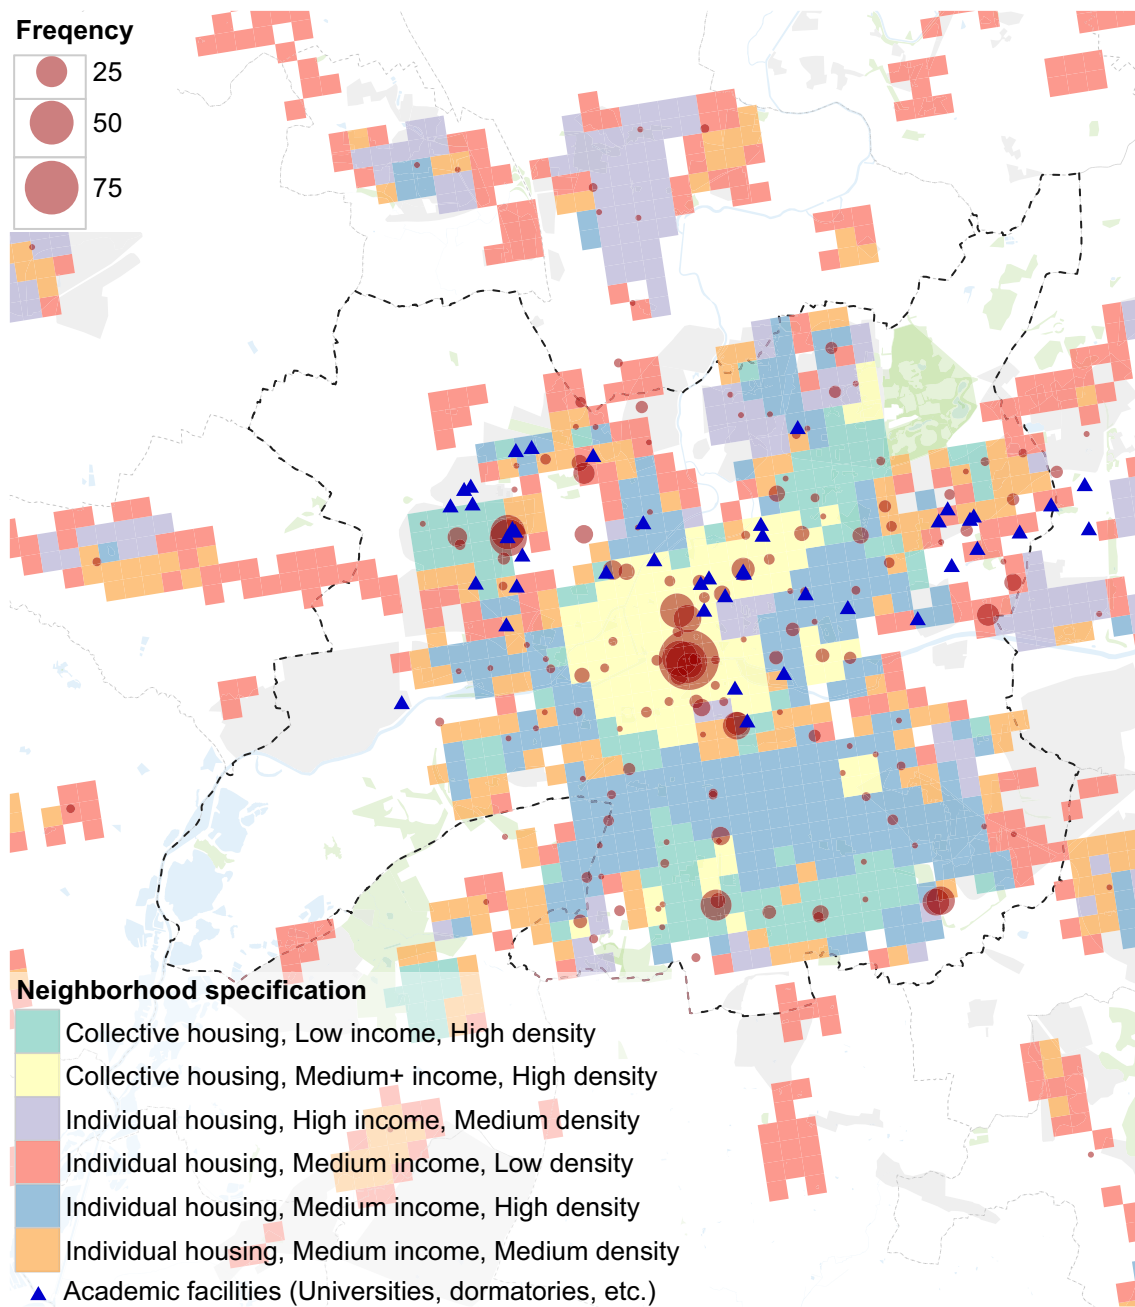 Freqency
25
50
75
Neighborhood specification
Collective housing, Low income, High density
Collective housing, Medium+ income, High density
Individual housing, High income, Medium density
Individual housing, Medium income, Low density
Individual housing, Medium income, High density
Individual housing, Medium income, Medium density
Academic facilities (Universities, dormatories, etc.)